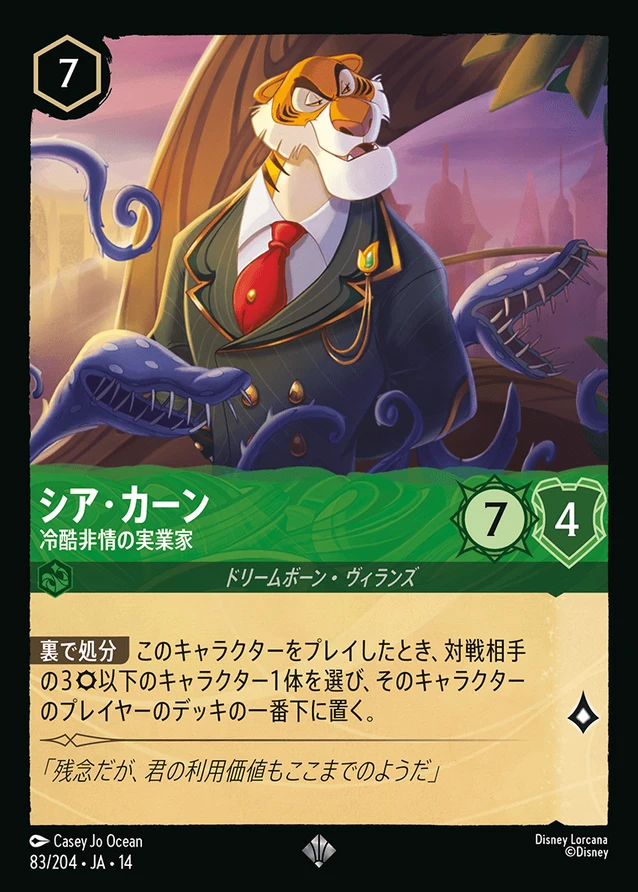 7
シア・カーン
冷酷非情の実業家
7
4
ドリームボーン・ヴィランズ
裏で処分 このキャラクターをプレイしたとき、対戦相手
の3以下のキャラクター1体を選び、そのキャラクター
のプレイヤーのデッキの一番下に置く。
「残念だが、君の利用価値もここまでのようだ」
Casey Jo Ocean
Disney Lorcana
83/204・JA・14
©Disney